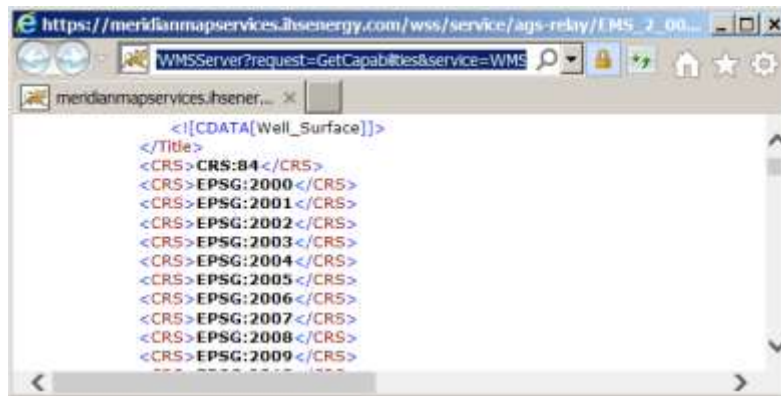 https://meridianmapservices.ihsenergy.com/wss/service/ags-relay/EMS_2_00...
WMSServer?request=GetCapabilities&service=WMS
meridianmapservices.ihsener...
<![CDATA[Well_Surface]]>
</Title>
<CRS>CRS:84</CRS>
<CRS>EPSG:2000</CRS>
<CRS>EPSG:2001</CRS>
<CRS>EPSG:2002</CRS>
<CRS>EPSG:2003</CRS>
<CRS>EPSG:2004</CRS>
<CRS>EPSG:2005</CRS>
<CRS>EPSG:2006</CRS>
<CRS>EPSG:2007</CRS>
<CRS>EPSG:2008</CRS>
<CRS>EPSG:2009</CRS>